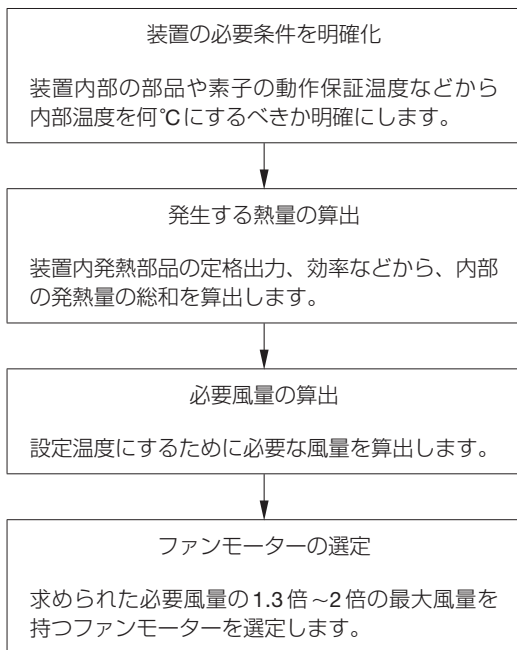 装置の必要条件を明確化
装置内部の部品や素子の動作保証温度などから
内部温度を何℃にするべきか明確にします。
発生する熱量の算出
装置内発熱部品の定格出力、効率などから、内部
の発熱量の総和を算出します。
必要風量の算出
設定温度にするために必要な風量を算出します。
ファンモーターの選定
求められた必要風量の1.3倍~2倍の最大風量を
持つファンモーターを選定します。